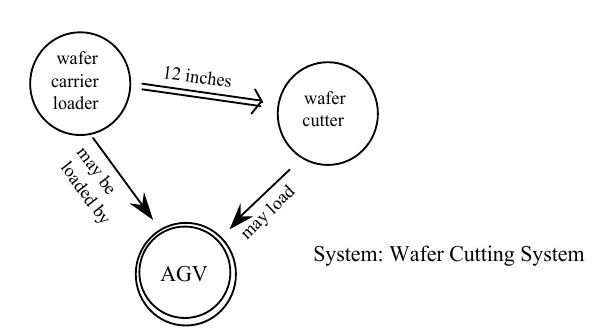 wafer
carrier
loader
12 inches
wafer
cutter
may be
loaded by
may load
AGV
System: Wafer Cutting System